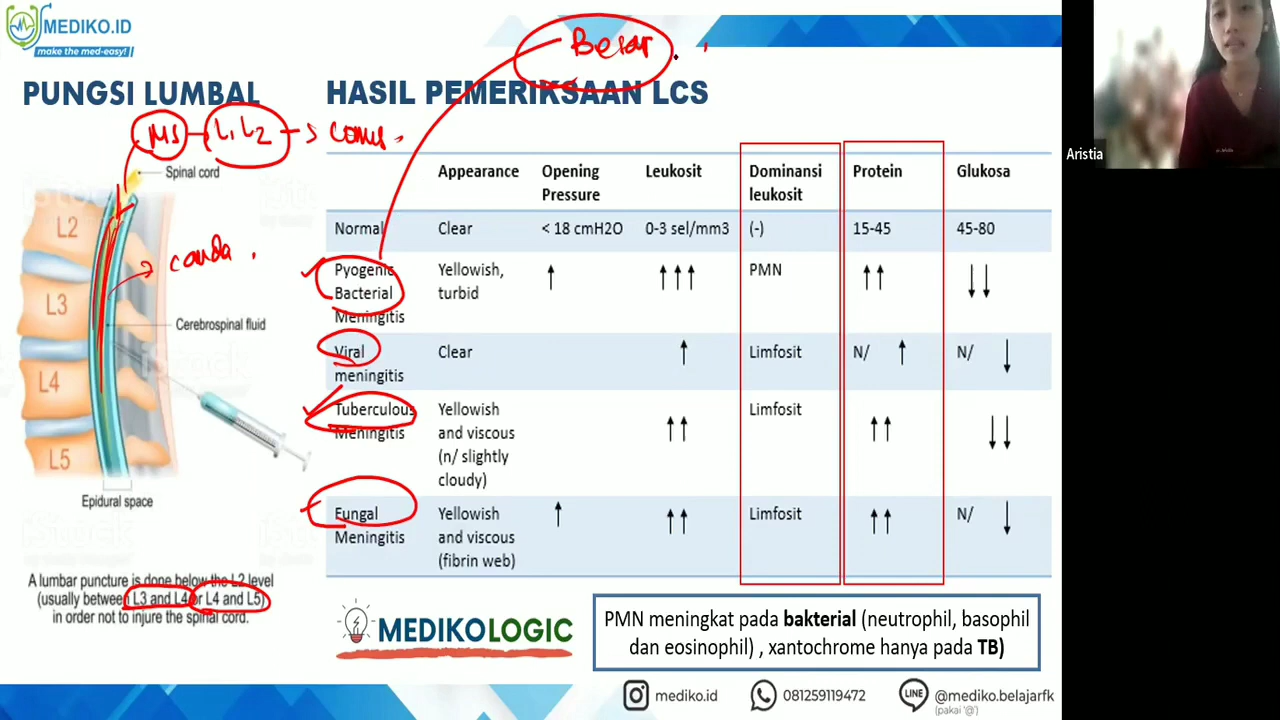 MEDIKO.ID
make the med-easy!
Besar
PUNGSI LUMBAL
HASIL PEMERIKSAAN LCS
MS - L1 L2 → conus
Spinal cord
L2
cauda
L3
Cerebrospinal fluid
L4
L5
Epidural space
A lumbar puncture is done below the L2 level
(usually between L3 and L4 or L4 and L5)
in order not to injure the spinal cord.
Appearance Opening Pressure Leukosit Dominansi leukosit Protein Glukosa
Normal Clear < 18 cmH2O 0-3 sel/mm3 (-) 15-45 45-80
Pyogenic Bacterial Meningitis Yellowish, turbid ↑ ↑↑↑ PMN ↑↑ ↓↓
Viral meningitis Clear ↑ Limfosit N/ ↑ N/ ↓
Tuberculous Meningitis Yellowish and viscous (n/ slightly cloudy) ↑↑ Limfosit ↑↑ ↓↓
Fungal Meningitis Yellowish and viscous (fibrin web) ↑ ↑↑ Limfosit ↑↑ N/ ↓
MEDIKOLOGIC
PMN meningkat pada bakterial (neutrophil, basophil
dan eosinophil) , xantochrome hanya pada TB)
mediko.id
081259119472
LINE
@mediko.belajarfk
(pakai '@')
Aristia